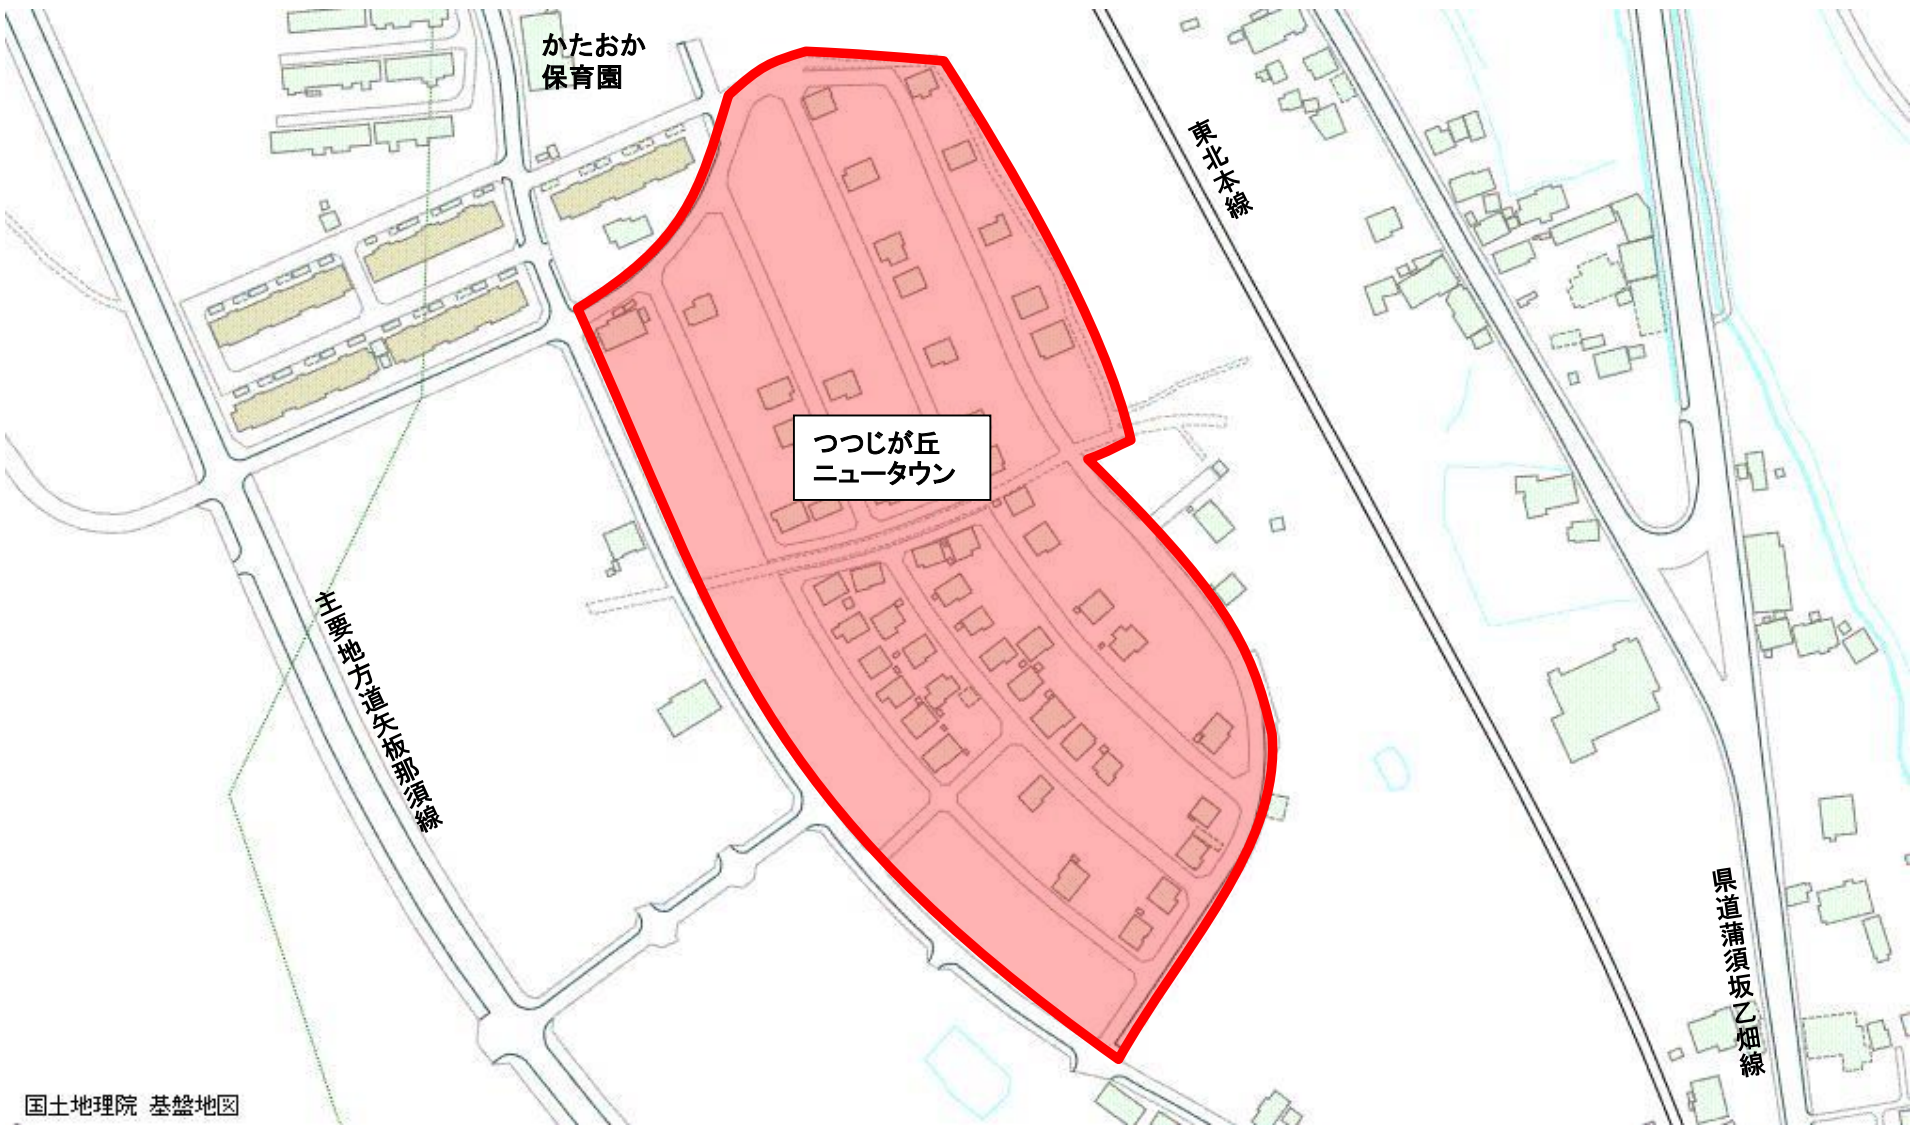 かたおか
保育園
東北本線
つつじが丘
ニュータウン
主要地方道矢板那須線
県道蒲須坂乙畑線
国土地理院 基盤地図